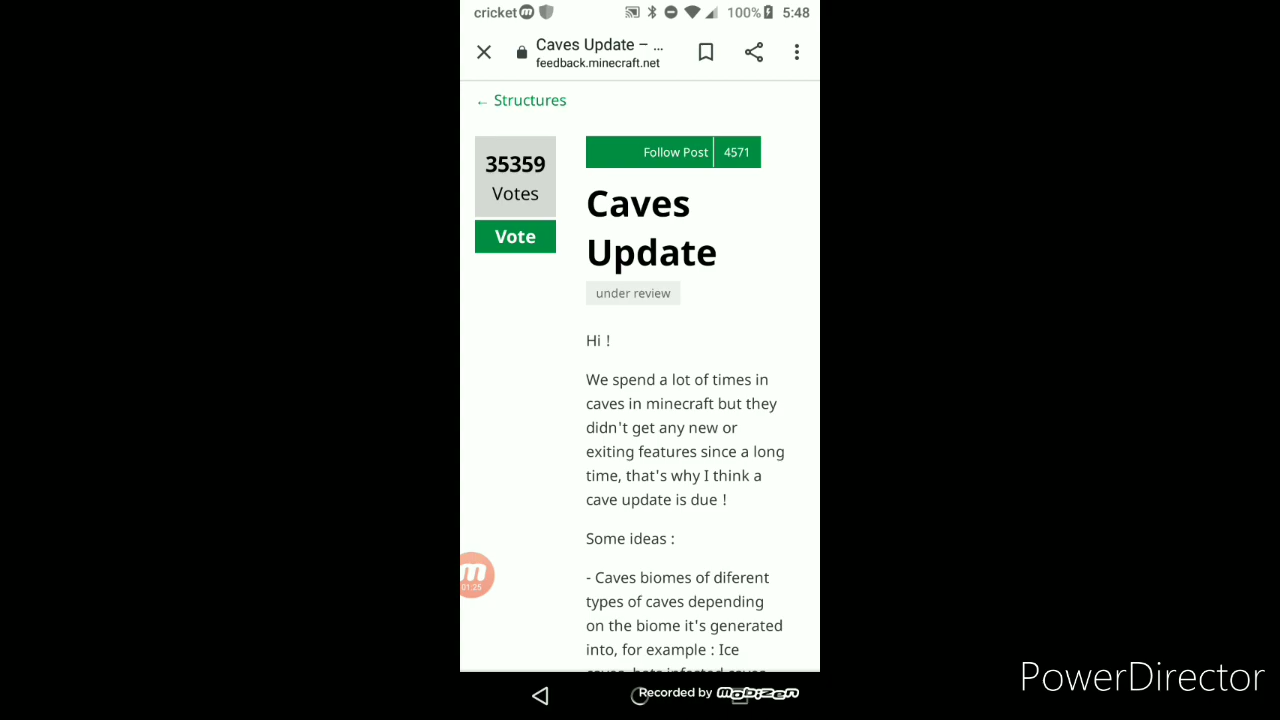 cricket 100% 5:48
Caves Update – ...
feedback.minecraft.net
← Structures
35359
Votes
Vote
Follow Post 4571
Caves
Update
under review
Hi !
We spend a lot of times in
caves in minecraft but they
didn't get any new or
exiting features since a long
time, that's why I think a
cave update is due !
Some ideas :
- Caves biomes of diferent
types of caves depending
on the biome it's generated
into, for example : Ice
01:25
Recorded by Mobizen
PowerDirector